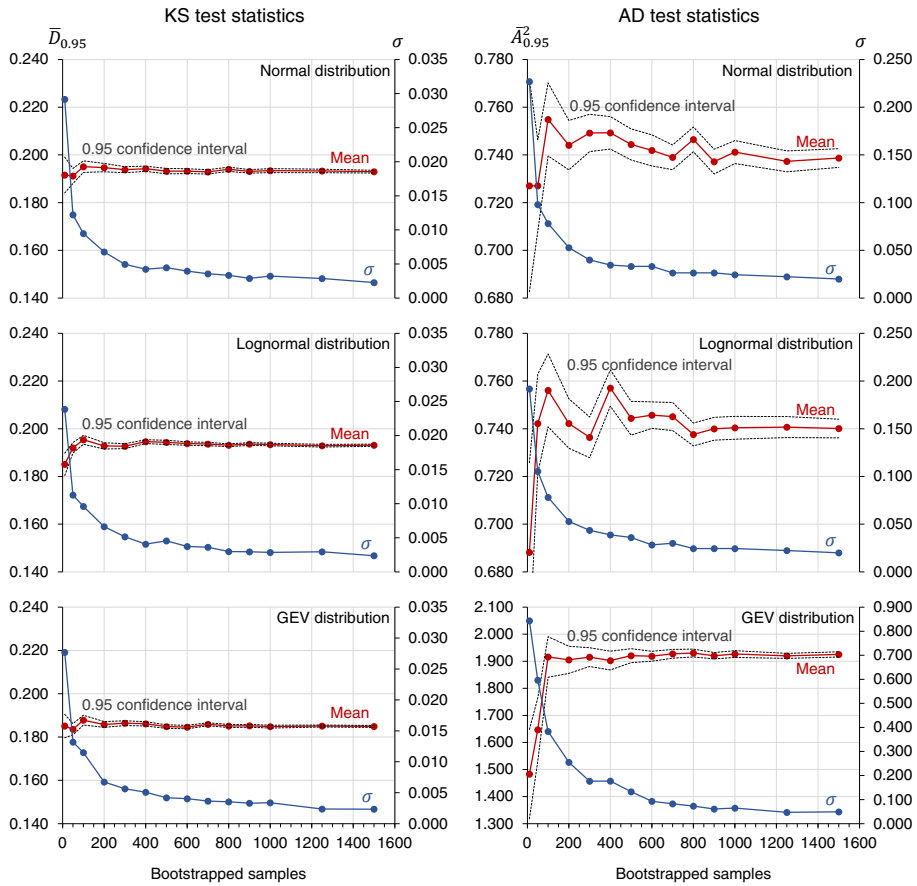 KS test statistics
AD test statistics
D̅0.95 σ
A̅²0.95 σ
0.240 0.035
0.220 0.030
0.200 0.025
0.180 0.020
0.160 0.015
0.140 0.010
0.005
0.000
Normal distribution
0.95 confidence interval
Mean
σ
0.780 0.250
0.760 0.200
0.740 0.150
0.720 0.100
0.700 0.050
0.680 0.000
Normal distribution
0.95 confidence interval
Mean
σ
0.240 0.035
0.220 0.030
0.200 0.025
0.180 0.020
0.160 0.015
0.140 0.010
0.005
0.000
Lognormal distribution
0.95 confidence interval
Mean
σ
0.780 0.250
0.760 0.200
0.740 0.150
0.720 0.100
0.700 0.050
0.680 0.000
Lognormal distribution
0.95 confidence interval
Mean
σ
0.240 0.035
0.220 0.030
0.200 0.025
0.180 0.020
0.160 0.015
0.140 0.010
0.005
0.000
GEV distribution
0.95 confidence interval
Mean
σ
0 200 400 600 800 1000 1200 1400 1600
Bootstrapped samples
2.100 0.900
2.000 0.800
1.900 0.700
1.800 0.600
1.700 0.500
1.600 0.400
1.500 0.300
1.400 0.200
1.300 0.100
0.000
GEV distribution
0.95 confidence interval
Mean
σ
0 200 400 600 800 1000 1200 1400 1600
Bootstrapped samples